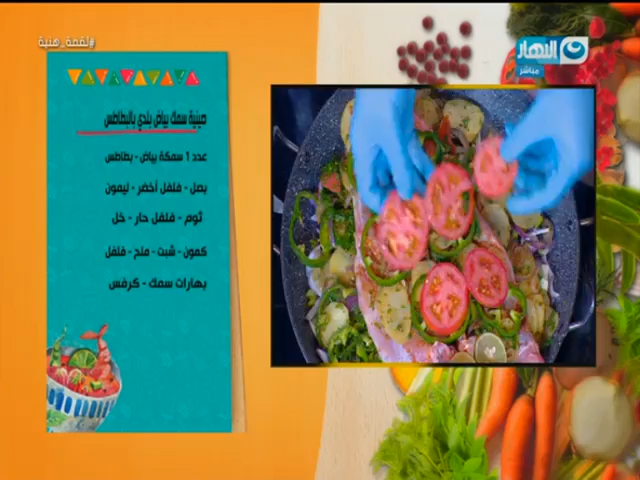 #لقمة_هنية
النهار
مباشر
صينية سمك بياض بلدي بالبطاطس
عدد 1 سمكة بياض - بطاطس
بصل - فلفل أخضر - ليمون
ثوم - فلفل حار - خل
كمون - شبت - ملح - فلفل
بهارات سمك - كرفس